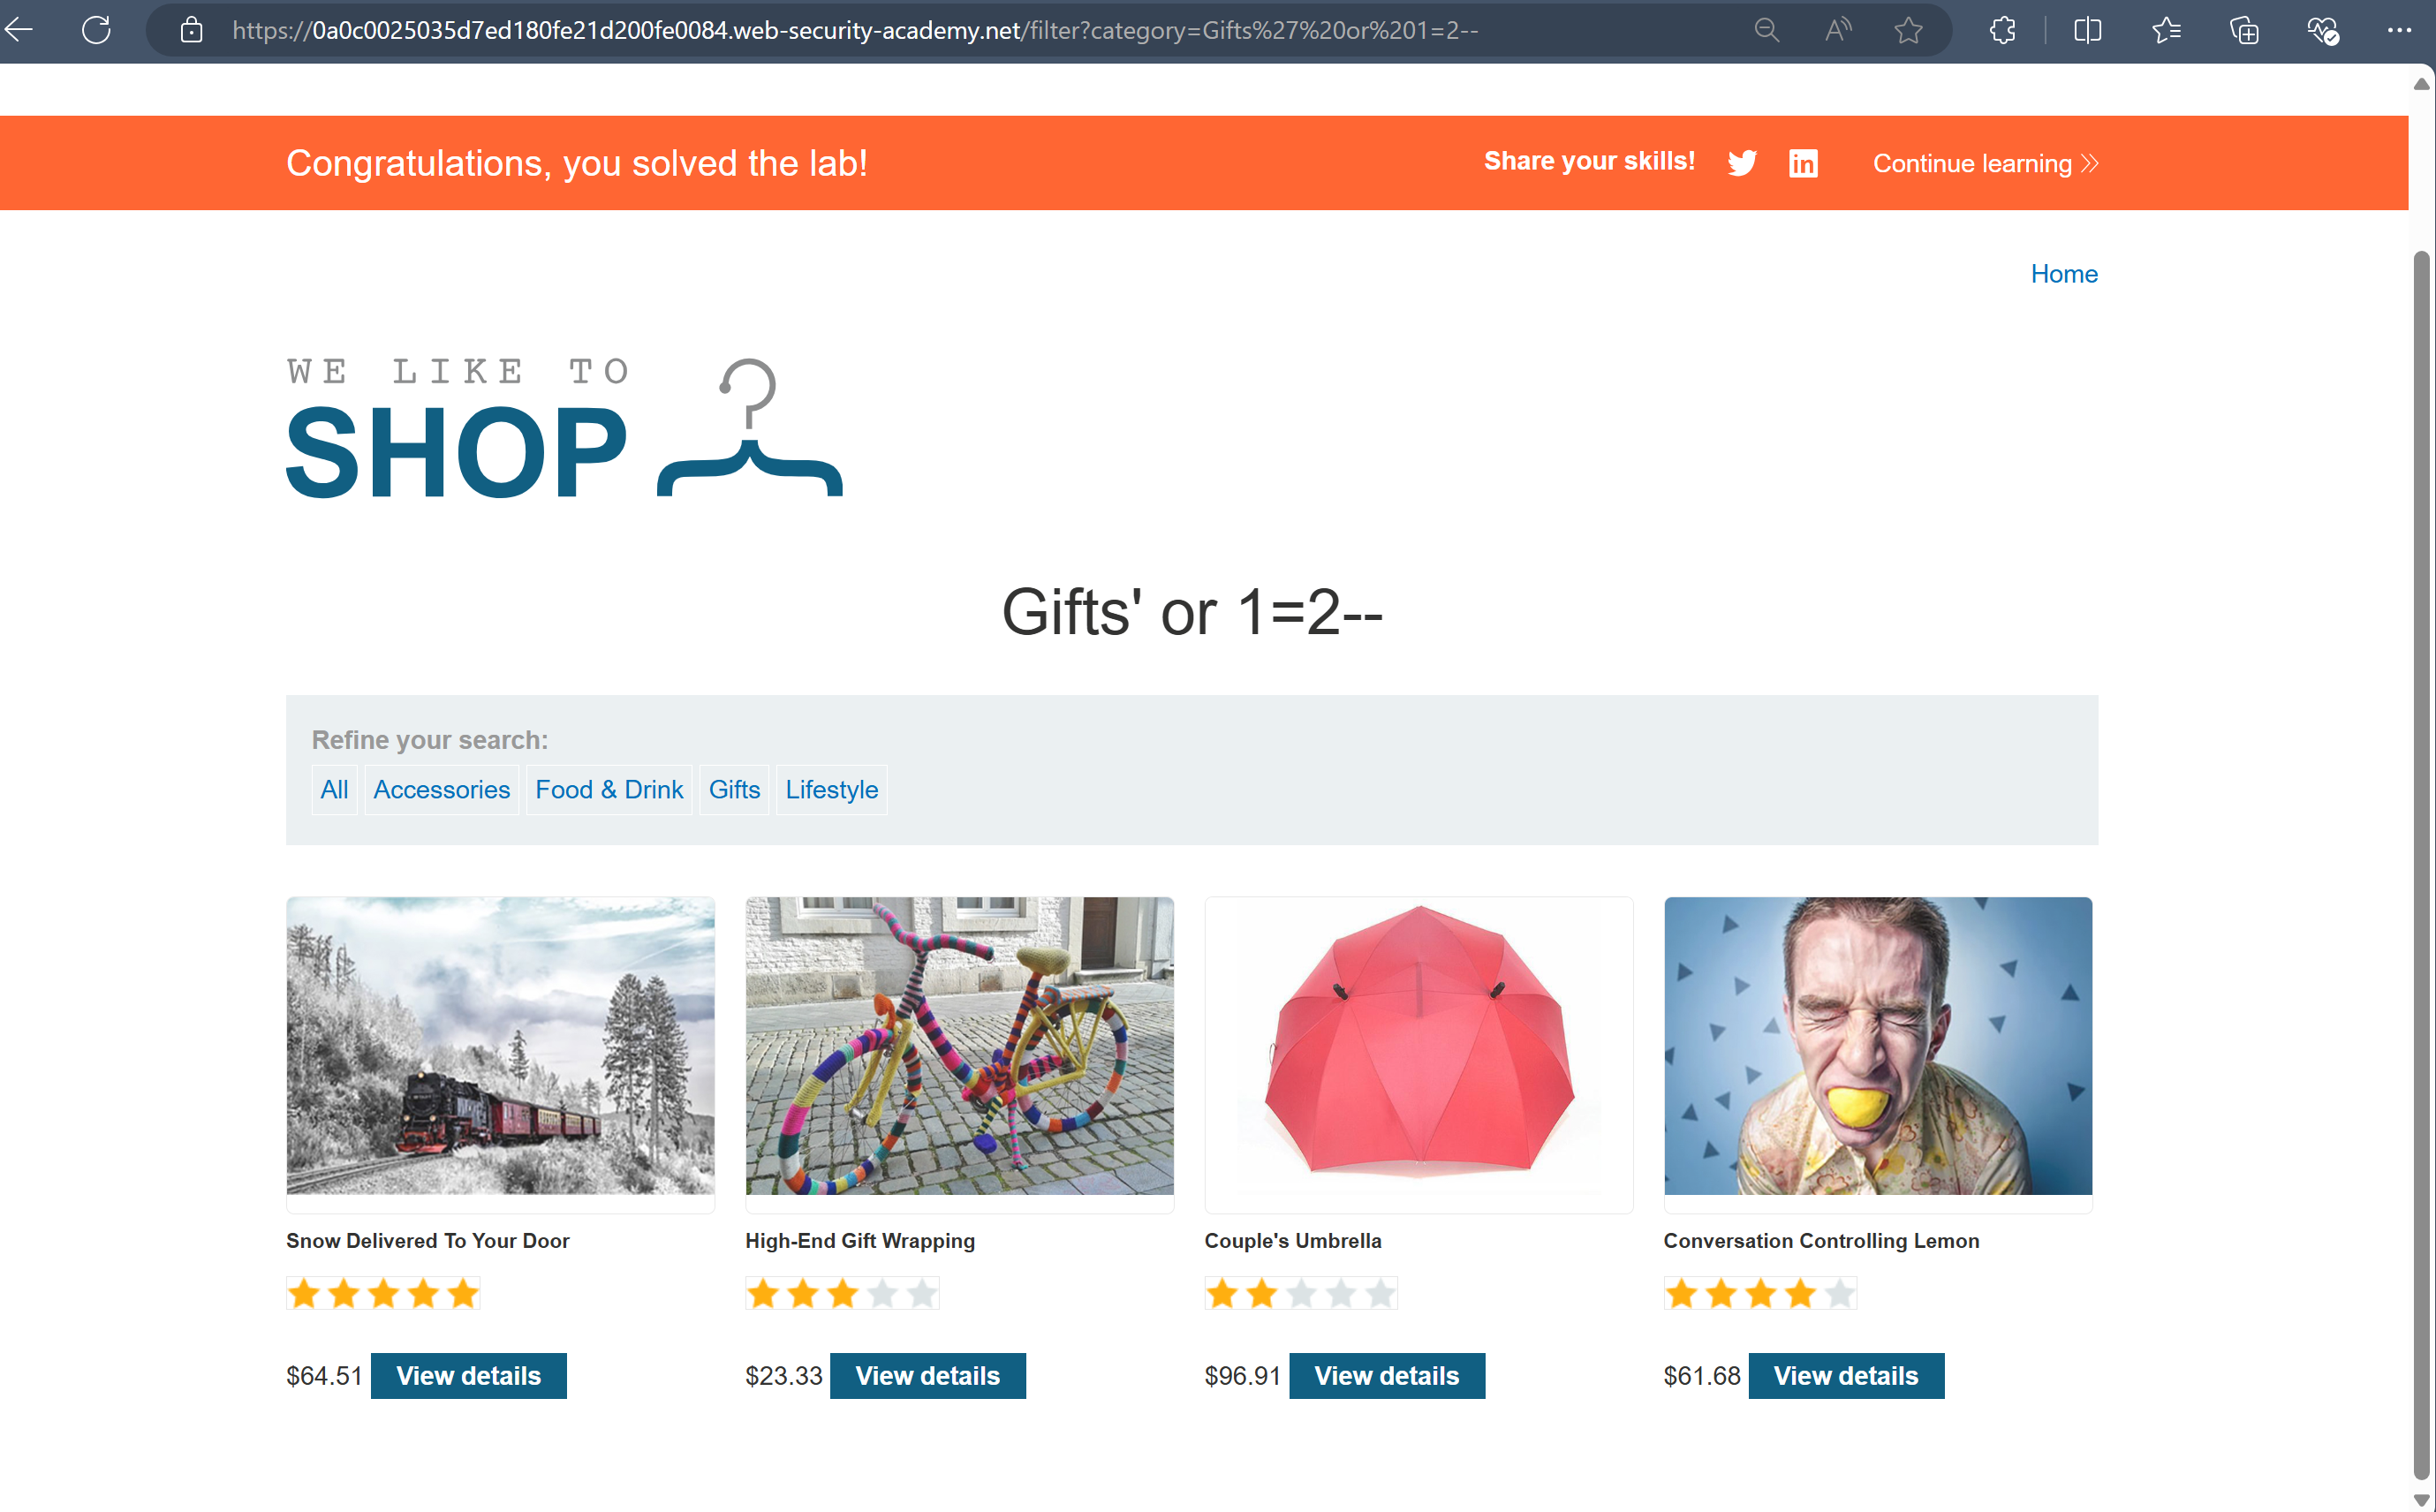 https://0a0c0025035d7ed180fe21d200fe0084.web-security-academy.net/filter?category=Gifts%27%20or%201=2--
Congratulations, you solved the lab!
Share your skills!
Continue learning
Home
WE LIKE TO
SHOP
Gifts' or 1=2--
Refine your search:
All Accessories Food & Drink Gifts Lifestyle
Snow Delivered To Your Door
High-End Gift Wrapping
Couple's Umbrella
Conversation Controlling Lemon
$64.51 View details
$23.33 View details
$96.91 View details
$61.68 View details